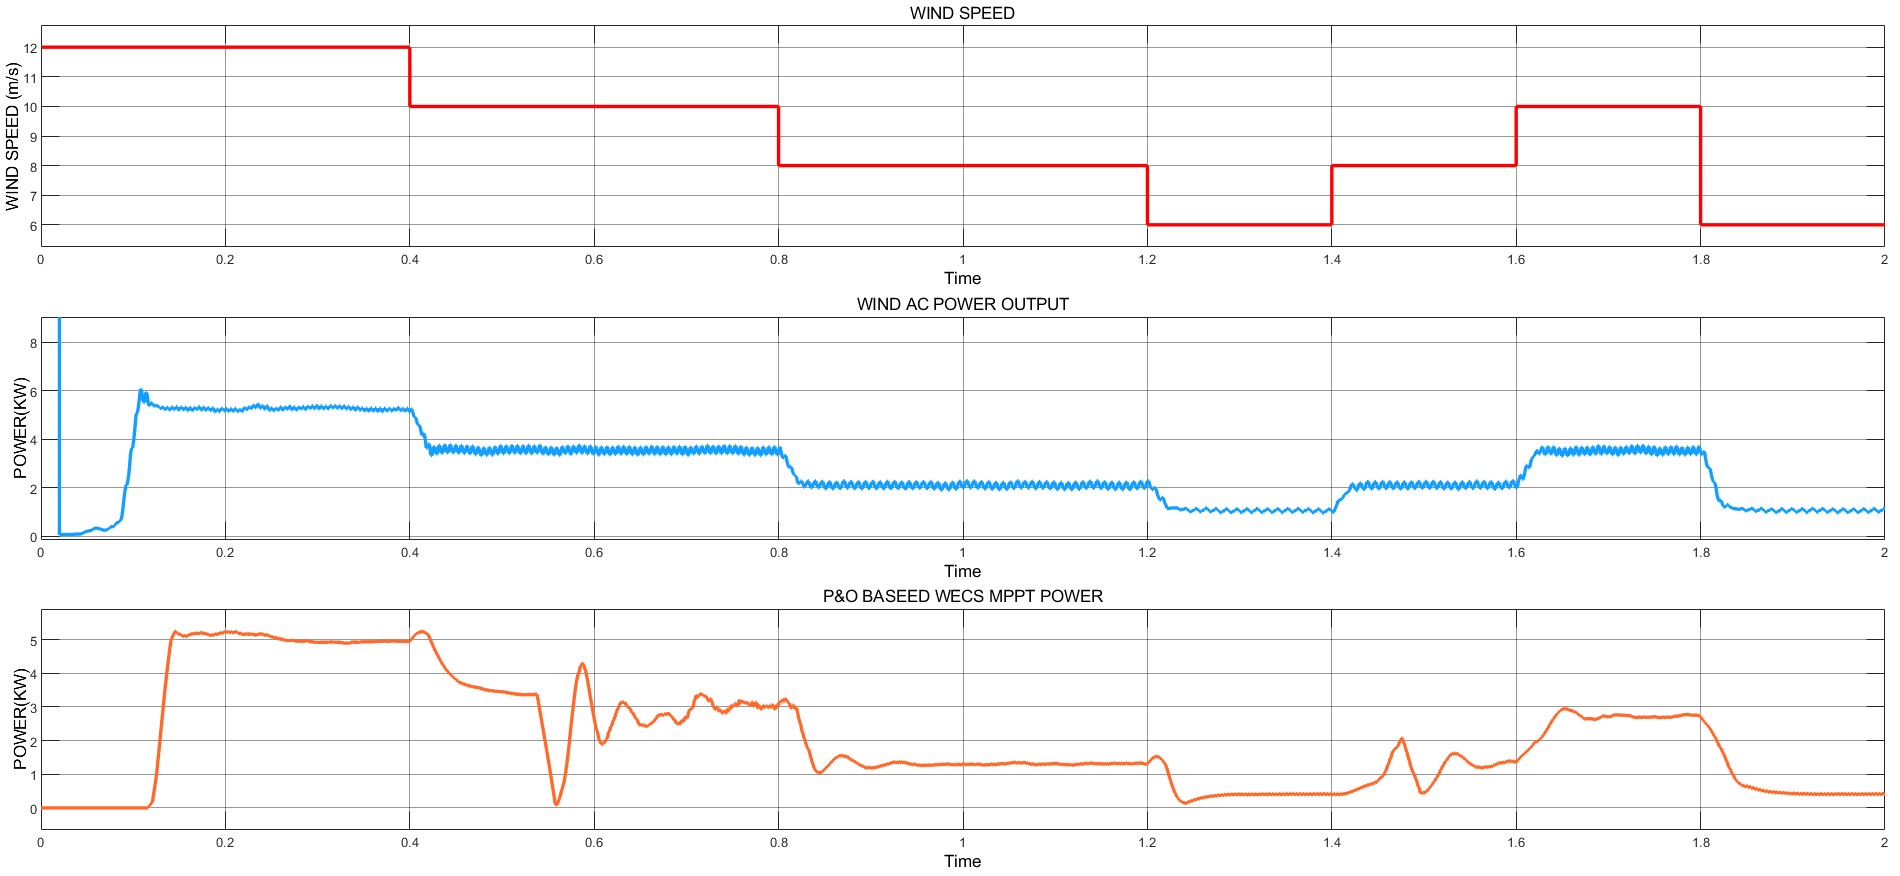 WIND SPEED
WIND SPEED (m/s)
12
11
10
9
8
7
6
0 0.2 0.4 0.6 0.8 1 1.2 1.4 1.6 1.8 2
Time
WIND AC POWER OUTPUT
POWER(KW)
8
6
4
2
0
0 0.2 0.4 0.6 0.8 1 1.2 1.4 1.6 1.8 2
Time
P&O BASEED WECS MPPT POWER
POWER(KW)
5
4
3
2
1
0
0 0.2 0.4 0.6 0.8 1 1.2 1.4 1.6 1.8 2
Time